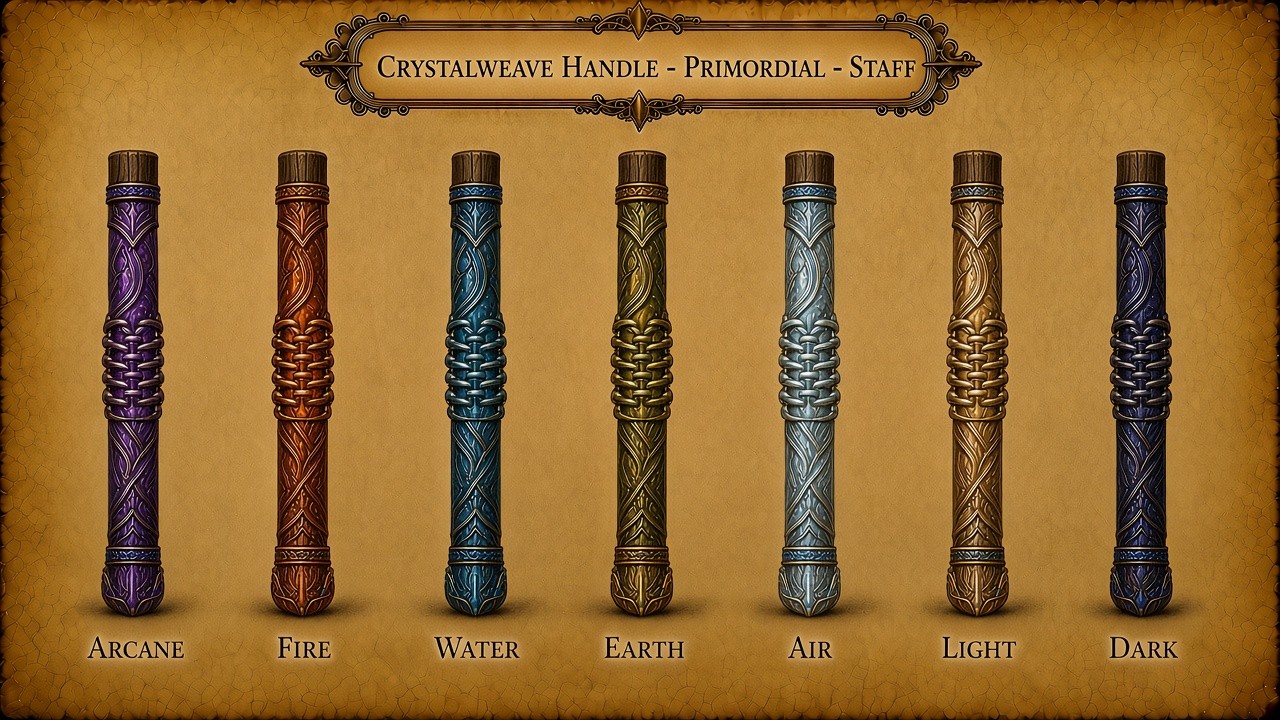 Crystalweave Handle - Primordial - Staff
Arcane
Fire
Water
Earth
Air
Light
Dark